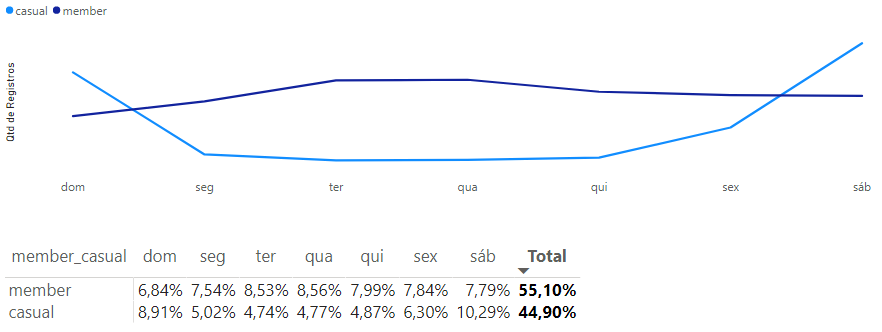 casual member
Qtd de Registros
dom seg ter qua qui sex sáb
member_casual dom seg ter qua qui sex sáb Total
member 6,84% 7,54% 8,53% 8,56% 7,99% 7,84% 7,79% 55,10%
casual 8,91% 5,02% 4,74% 4,77% 4,87% 6,30% 10,29% 44,90%